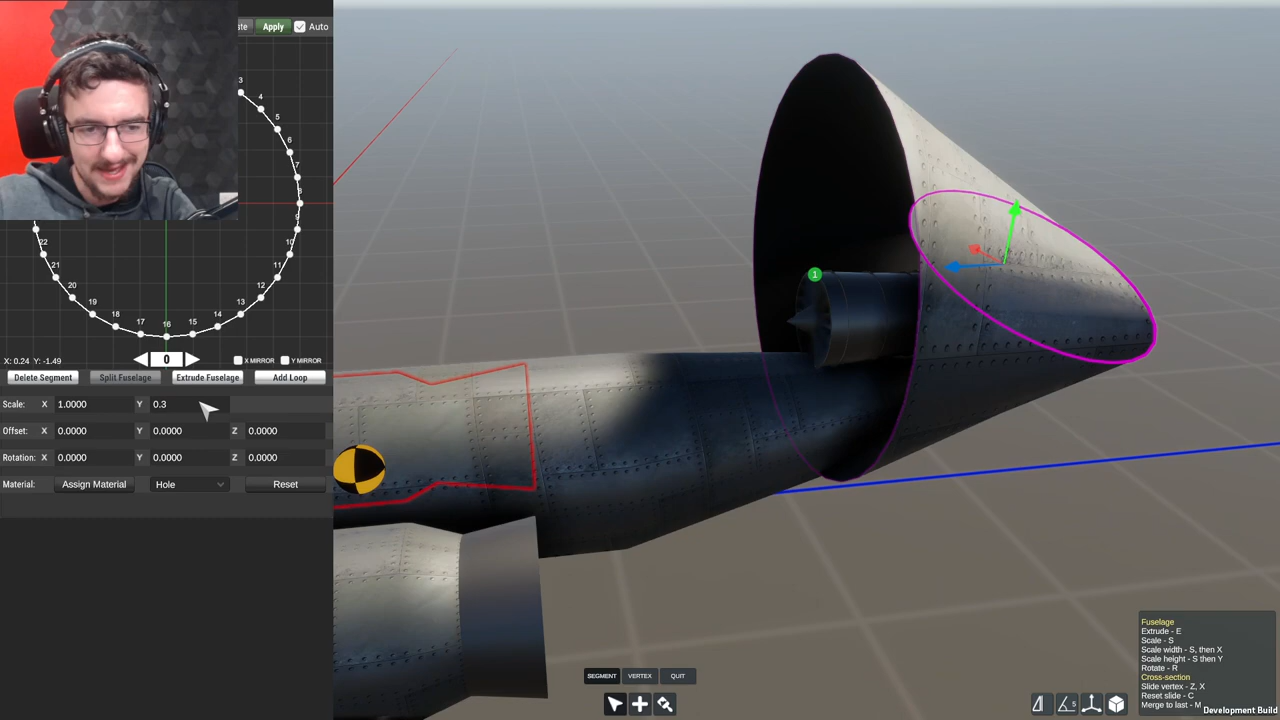 ste Apply Auto
3
4
5
6
7
8
9
10
11
12
13
14
15
16
17
18
19
20
21
22
X: 0.24 Y: -1.49
0
X MIRROR Y MIRROR
Delete Segment Split Fuselage Extrude Fuselage Add Loop
Scale: X 1.0000 Y 0.3
Offset: X 0.0000 Y 0.0000 Z 0.0000
Rotation: X 0.0000 Y 0.0000 Z 0.0000
Material: Assign Material Hole Reset
1
SEGMENT VERTEX QUIT
5
Fuselage
Extrude - E
Scale - S
Scale width - S, then X
Scale height - S then Y
Rotate - R
Cross-section
Slide vertex - Z, X
Reset slide - C
Merge to last - M
Development Build